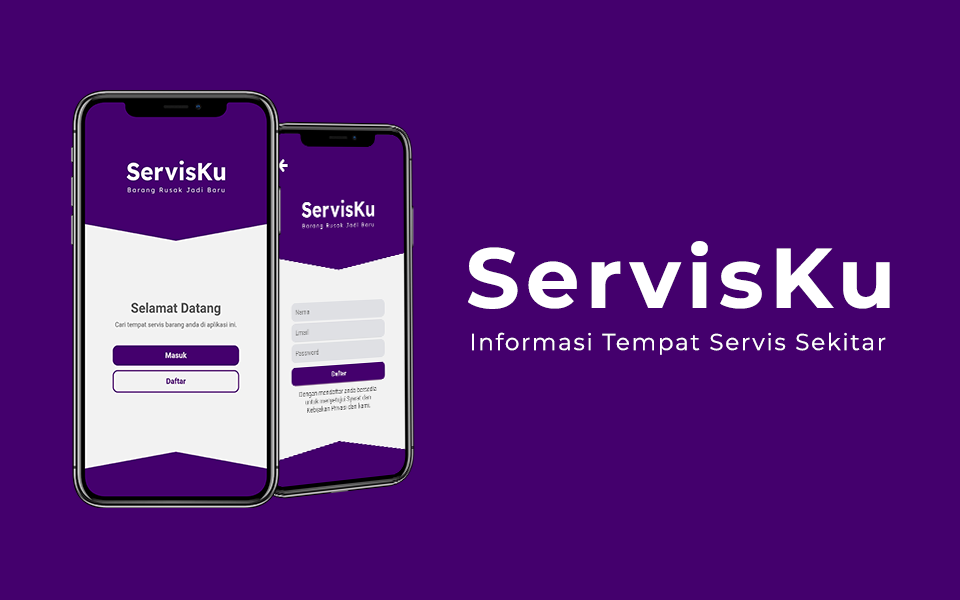 ServisKu
Barang Rusak Jadi Baru
Selamat Datang
Cari tempat servis barang anda di aplikasi ini.
Masuk
Daftar
ServisKu
Barang Rusak Jadi Baru
Name
Email
Password
Daftar
Dengan mendaftar anda bersedia
untuk menyetujui Syarat dan
Kebijakan Privasi dari kami.
ServisKu
Informasi Tempat Servis Sekitar